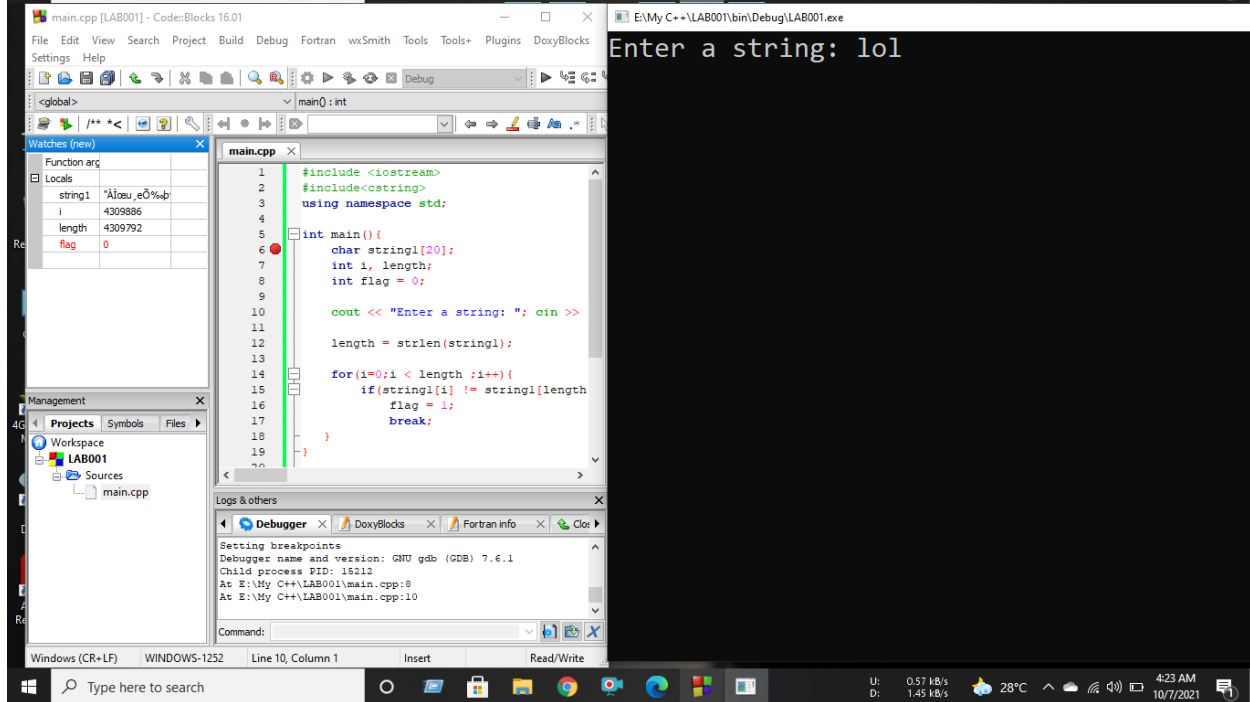 main.cpp [LAB001] - Code::Blocks 16.01
File Edit View Search Project Build Debug Fortran wxSmith Tools Tools+ Plugins DoxyBlocks
Settings Help
Debug
<global>
main() : int
/** *<
Watches (new)
Function arg
Locals
string1
i 4309886
length 4309792
flag 0
Management
Projects Symbols Files
Workspace
LAB001
Sources
main.cpp
main.cpp
1 #include <iostream>
2 #include<cstring>
3 using namespace std;
4
5 int main(){
6 char string1[20];
7 int i, length;
8 int flag = 0;
9
10 cout << "Enter a string: "; cin >>
11
12 length = strlen(string1);
13
14 for(i=0;i < length ;i++){
15 if(string1[i] != string1[length
16 flag = 1;
17 break;
18 }
19 }
20
Logs & others
Debugger DoxyBlocks Fortran info Clos
Setting breakpoints
Debugger name and version: GNU gdb (GDB) 7.6.1
Child process PID: 15212
At E:\My C++\LAB001\main.cpp:8
At E:\My C++\LAB001\main.cpp:10
Command:
Windows (CR+LF) WINDOWS-1252 Line 10, Column 1 Insert Read/Write
E:\My C++\LAB001\bin\Debug\LAB001.exe
Enter a string: lol
Type here to search
U: 0.57 kB/s
D: 1.45 kB/s
28°C
4:23 AM
10/7/2021